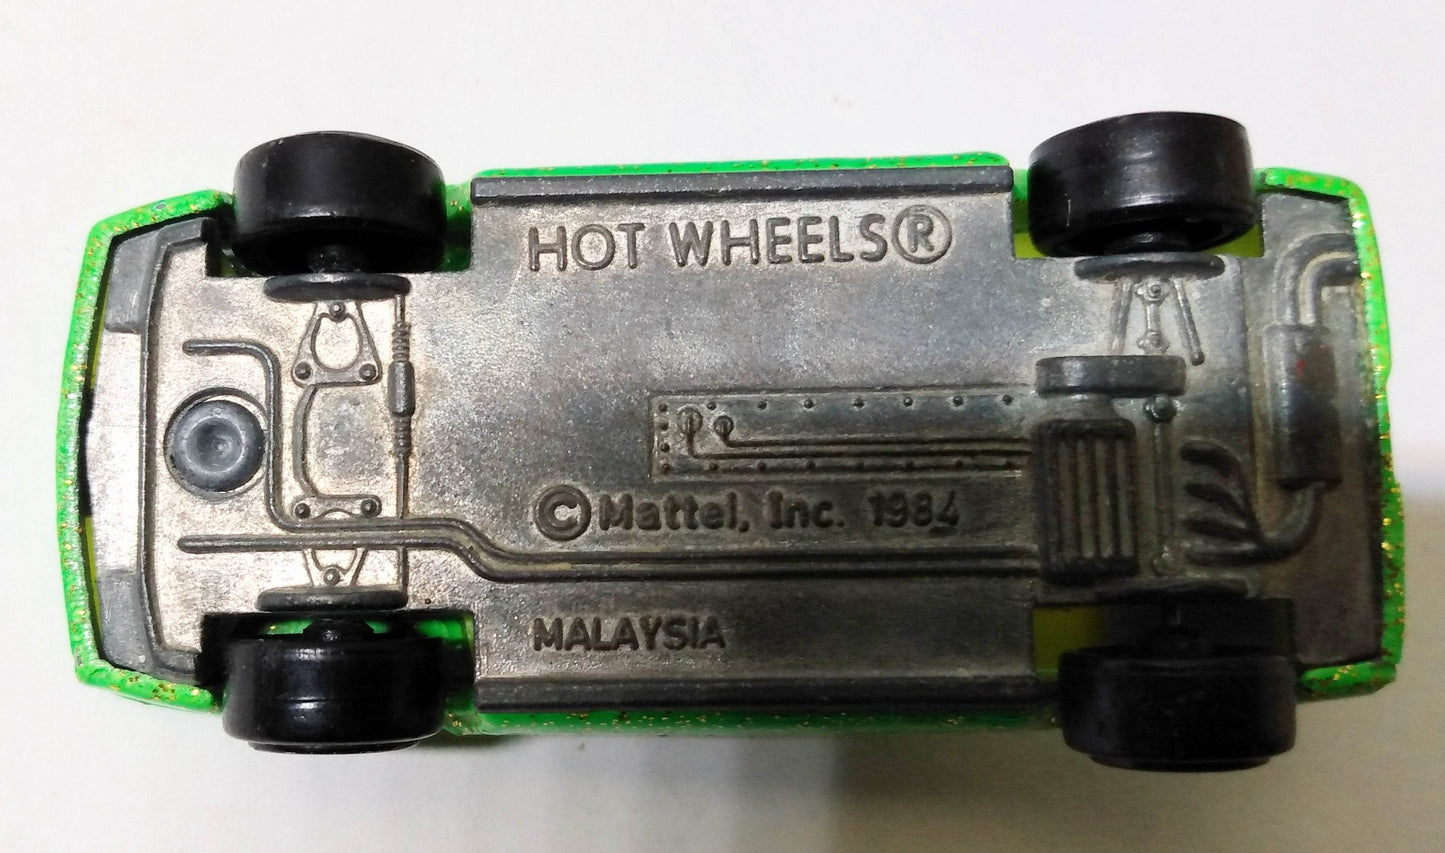 HOT WHEELS®
©Mattel, Inc. 1984
MALAYSIA